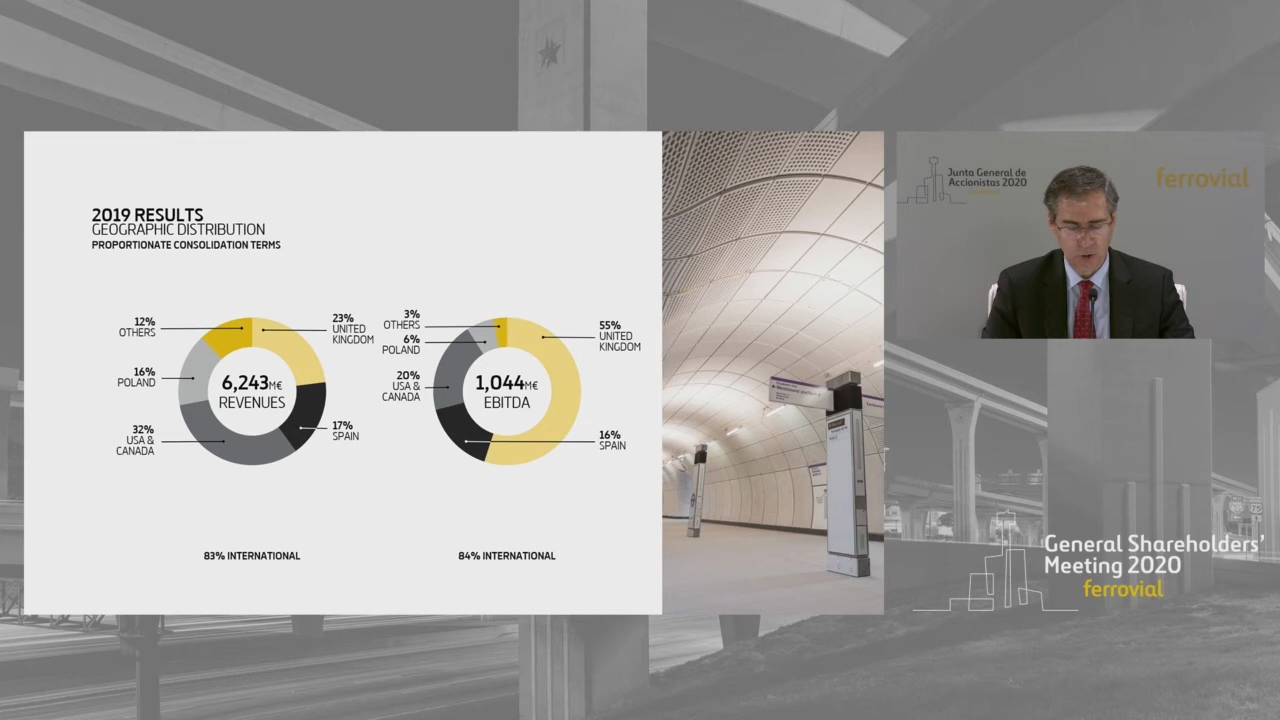 2019 RESULTS
GEOGRAPHIC DISTRIBUTION
PROPORTIONATE CONSOLIDATION TERMS
12%
OTHERS
23%
UNITED
KINGDOM
16%
POLAND
6,243M€
REVENUES
32%
USA &
CANADA
17%
SPAIN
83% INTERNATIONAL
3%
OTHERS
6%
POLAND
55%
UNITED
KINGDOM
20%
USA &
CANADA
1,044M€
EBITDA
16%
SPAIN
84% INTERNATIONAL
Junta General de
Accionistas 2020
ferrovial
General Shareholders'
Meeting 2020
ferrovial